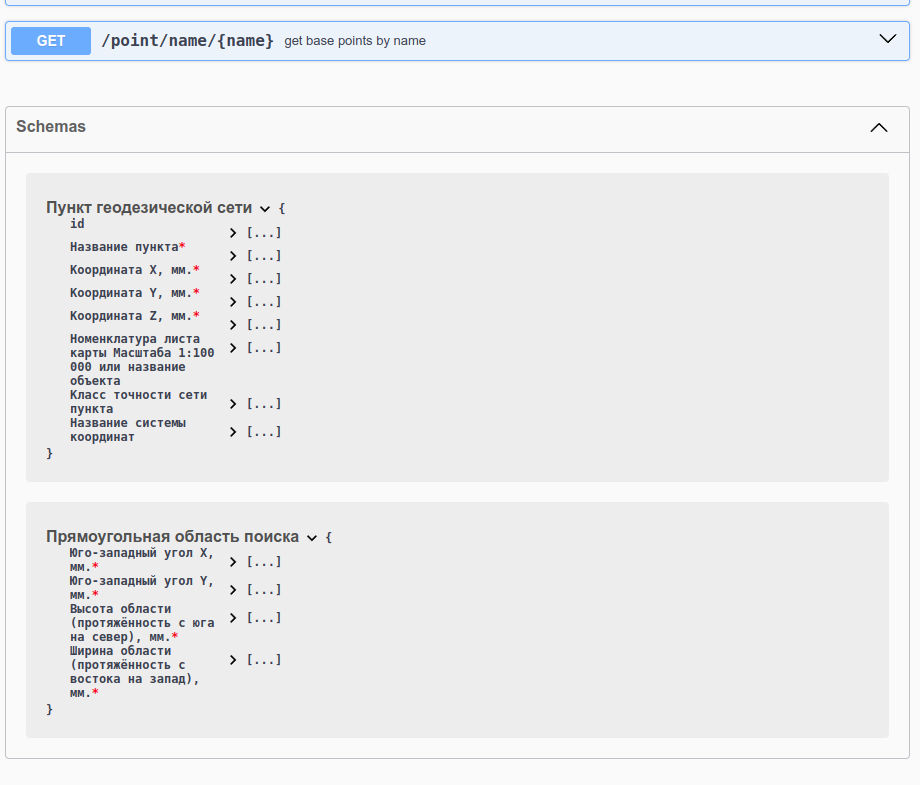 GET /point/name/{name} get base points by name
Schemas
Пункт геодезической сети {
id [...]
Название пункта* [...]
Координата X, мм.* [...]
Координата Y, мм.* [...]
Координата Z, мм.* [...]
Номенклатура листа
карты Масштаба 1:100 [...]
000 или название
объекта
Класс точности сети
пункта [...]
Название системы
координат [...]
}
Прямоугольная область поиска {
Юго-западный угол X,
мм.* [...]
Юго-западный угол Y,
мм.* [...]
Высота области
(протяжённость с юга [...]
на север), мм.*
Ширина области
(протяжённость с [...]
востока на запад),
мм.*
}